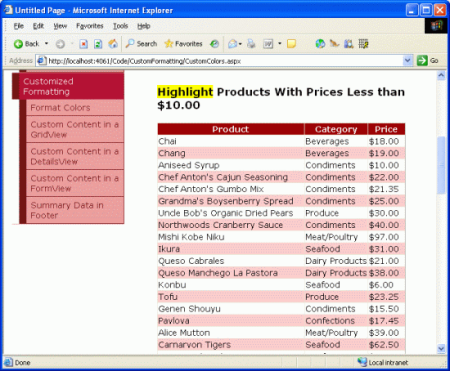 Untitled Page - Microsoft Internet Explorer
File Edit View Favorites Tools Help
Back Search Favorites
Address http://localhost:4061/Code/CustomFormatting/CustomColors.aspx Go
Customized
Formatting
Format Colors
Custom Content in a
GridView
Custom Content in a
DetailsView
Custom Content in a
FormView
Summary Data in
Footer
Highlight Products With Prices Less than
$10.00
Product Category Price
Chai Beverages $18.00
Chang Beverages $19.00
Aniseed Syrup Condiments $10.00
Chef Anton's Cajun Seasoning Condiments $22.00
Chef Anton's Gumbo Mix Condiments $21.35
Grandma's Boysenberry Spread Condiments $25.00
Uncle Bob's Organic Dried Pears Produce $30.00
Northwoods Cranberry Sauce Condiments $40.00
Mishi Kobe Niku Meat/Poultry $97.00
Ikura Seafood $31.00
Queso Cabrales Dairy Products $21.00
Queso Manchego La Pastora Dairy Products $38.00
Konbu Seafood $6.00
Tofu Produce $23.25
Genen Shouyu Condiments $15.50
Pavlova Confections $17.45
Alice Mutton Meat/Poultry $39.00
Carnarvon Tigers Seafood $62.50
Done Local intranet